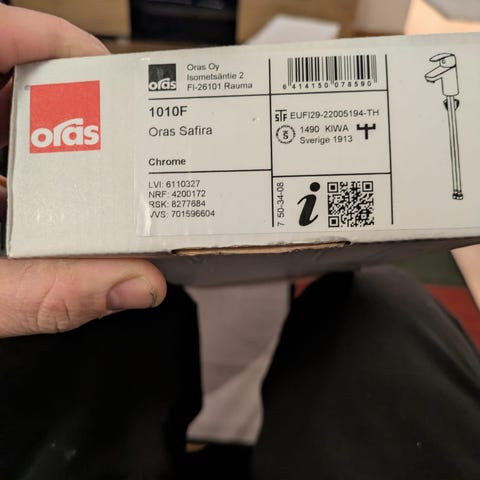 oras
oras
Oras Oy
Isometsäntie 2
FI-26101 Rauma
1010F
Oras Safira
Chrome
LVI: 6110327
NRF: 4200172
RSK: 8277684
VVS: 701596604
6 414150 078590
STF EUFI29-22005194-TH
S 1490 KIWA
Sverige 1913
i
7 50-34-08